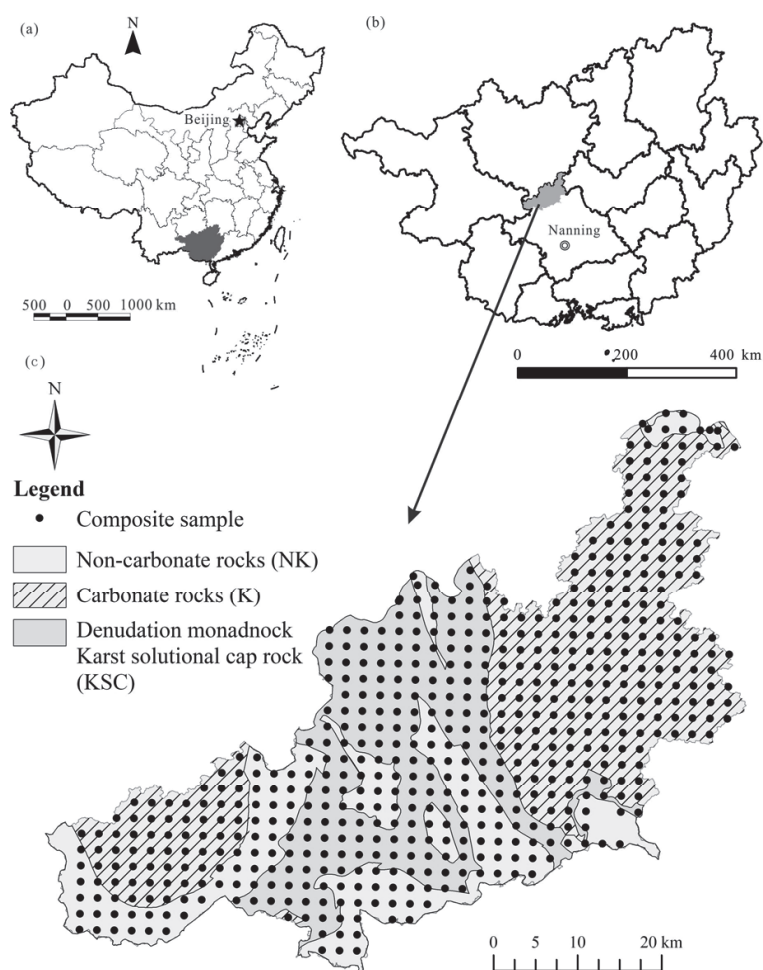 (a)
N
Beijing
500 0 500 1000 km
(b)
Nanning
0 200 400 km
(c)
N
Legend
Composite sample
Non-carbonate rocks (NK)
Carbonate rocks (K)
Denudation monadnock
Karst solutional cap rock
(KSC)
0 5 10 20 km